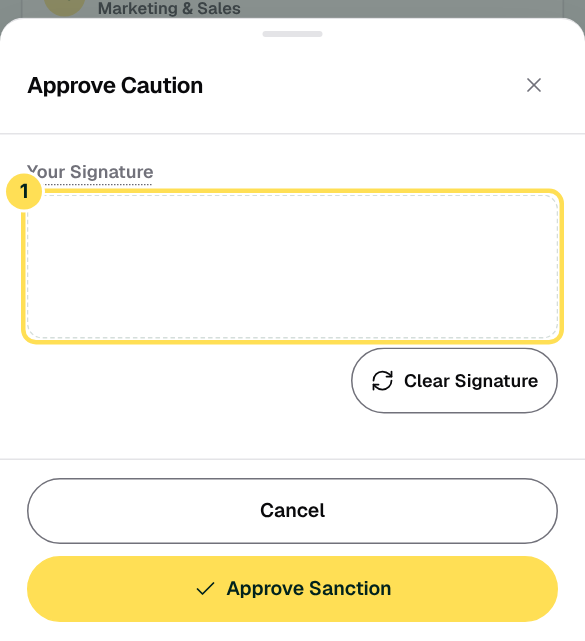 Marketing & Sales
Approve Caution
Your Signature
1
Clear Signature
Cancel
Approve Sanction